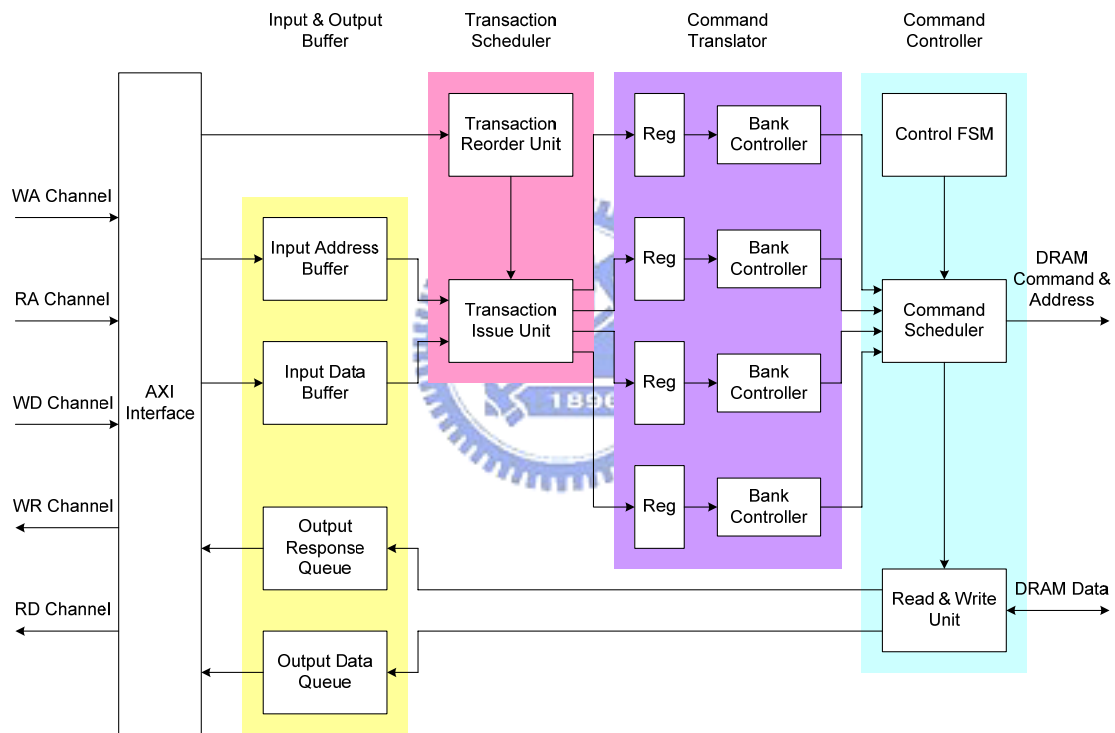 Input & Output
Buffer
Transaction
Scheduler
Command
Translator
Command
Controller
WA Channel
RA Channel
WD Channel
WR Channel
RD Channel
AXI
Interface
Input Address
Buffer
Input Data
Buffer
Output
Response
Queue
Output Data
Queue
Transaction
Reorder Unit
Transaction
Issue Unit
Reg
Bank
Controller
Reg
Bank
Controller
Reg
Bank
Controller
Reg
Bank
Controller
Control FSM
Command
Scheduler
Read & Write
Unit
DRAM
Command &
Address
DRAM Data
1896